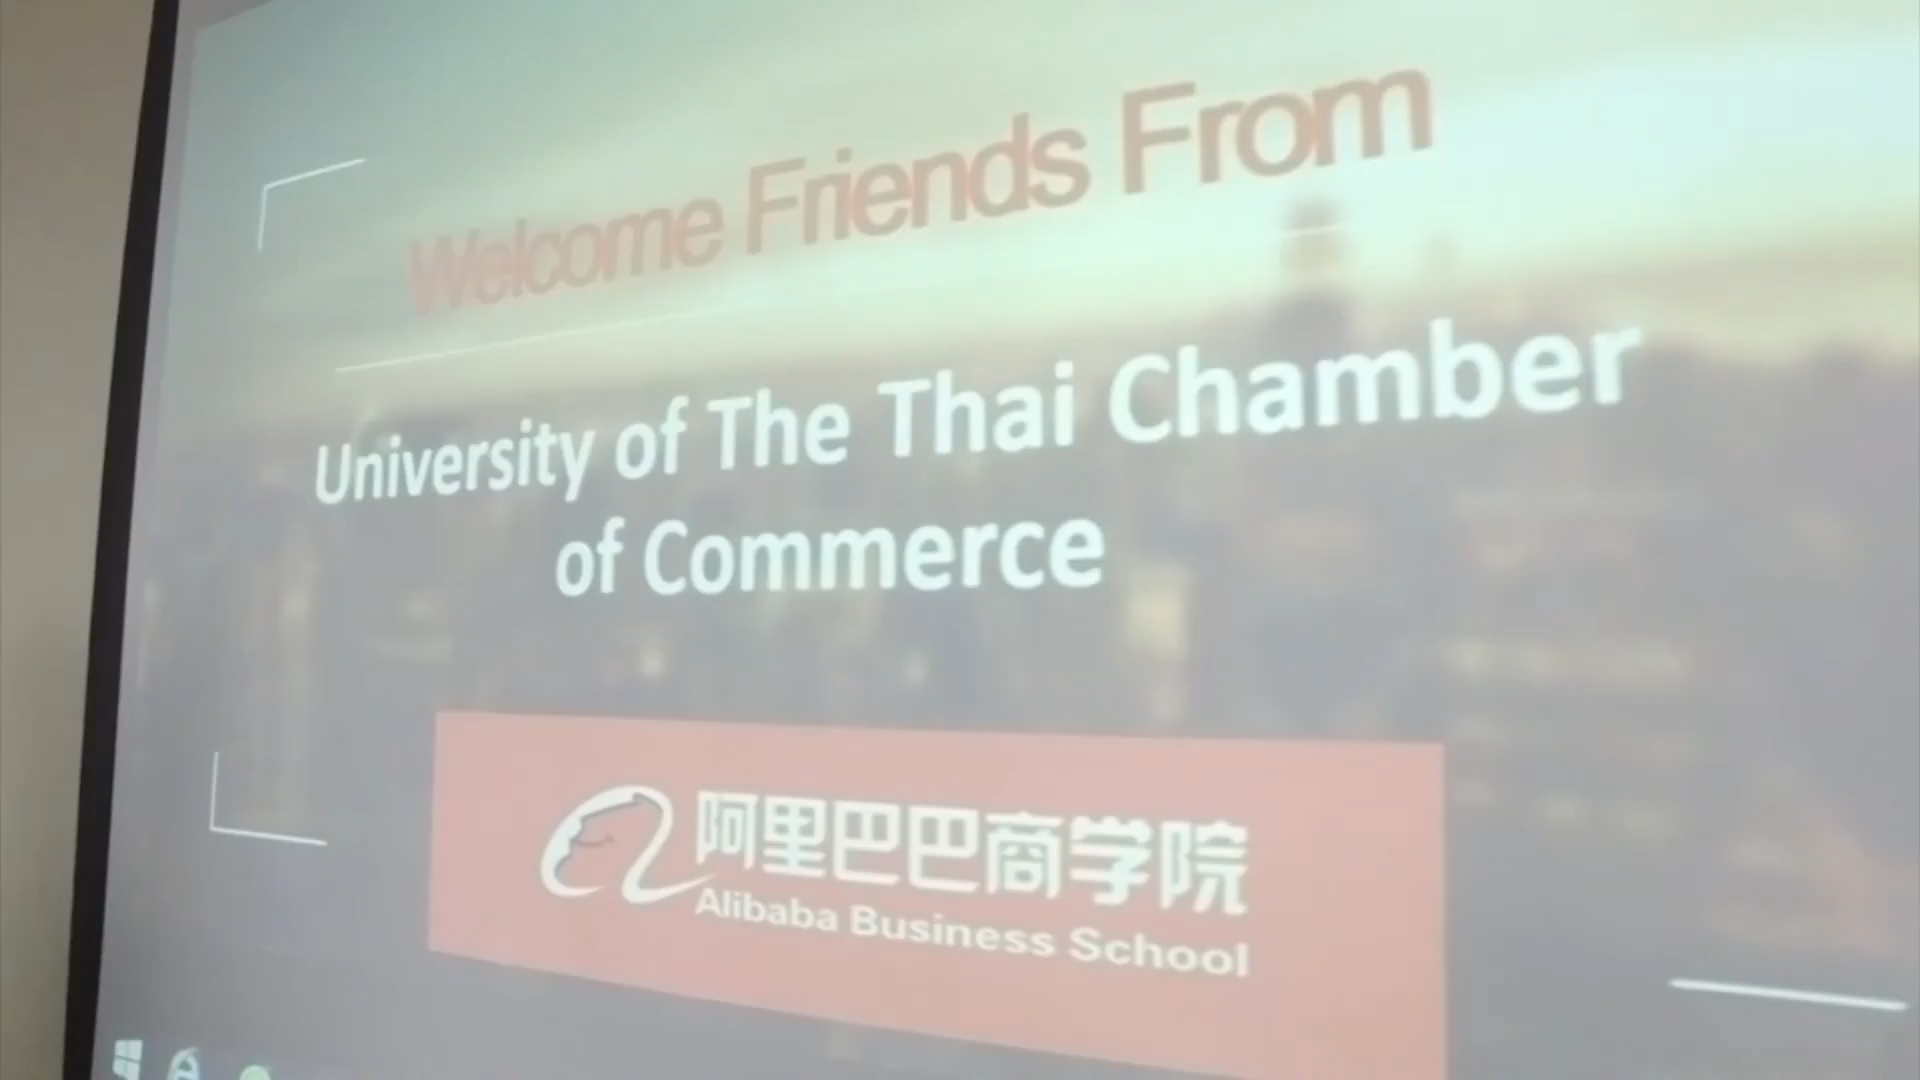 Welcome Friends From
University of The Thai Chamber
of Commerce
阿里巴巴商学院
Alibaba Business School